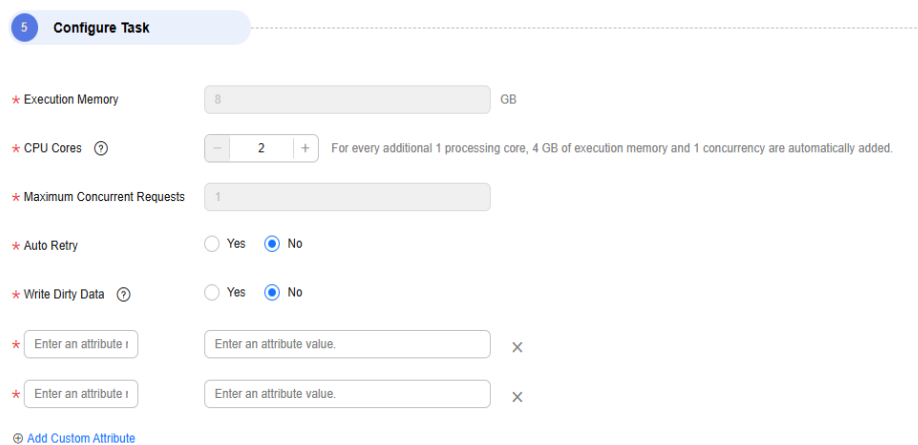 5 Configure Task
* Execution Memory 8 GB
* CPU Cores ? − 2 + For every additional 1 processing core, 4 GB of execution memory and 1 concurrency are automatically added.
* Maximum Concurrent Requests 1
* Auto Retry Yes No
* Write Dirty Data ? Yes No
* Enter an attribute r Enter an attribute value. ×
* Enter an attribute r Enter an attribute value. ×
⊕ Add Custom Attribute